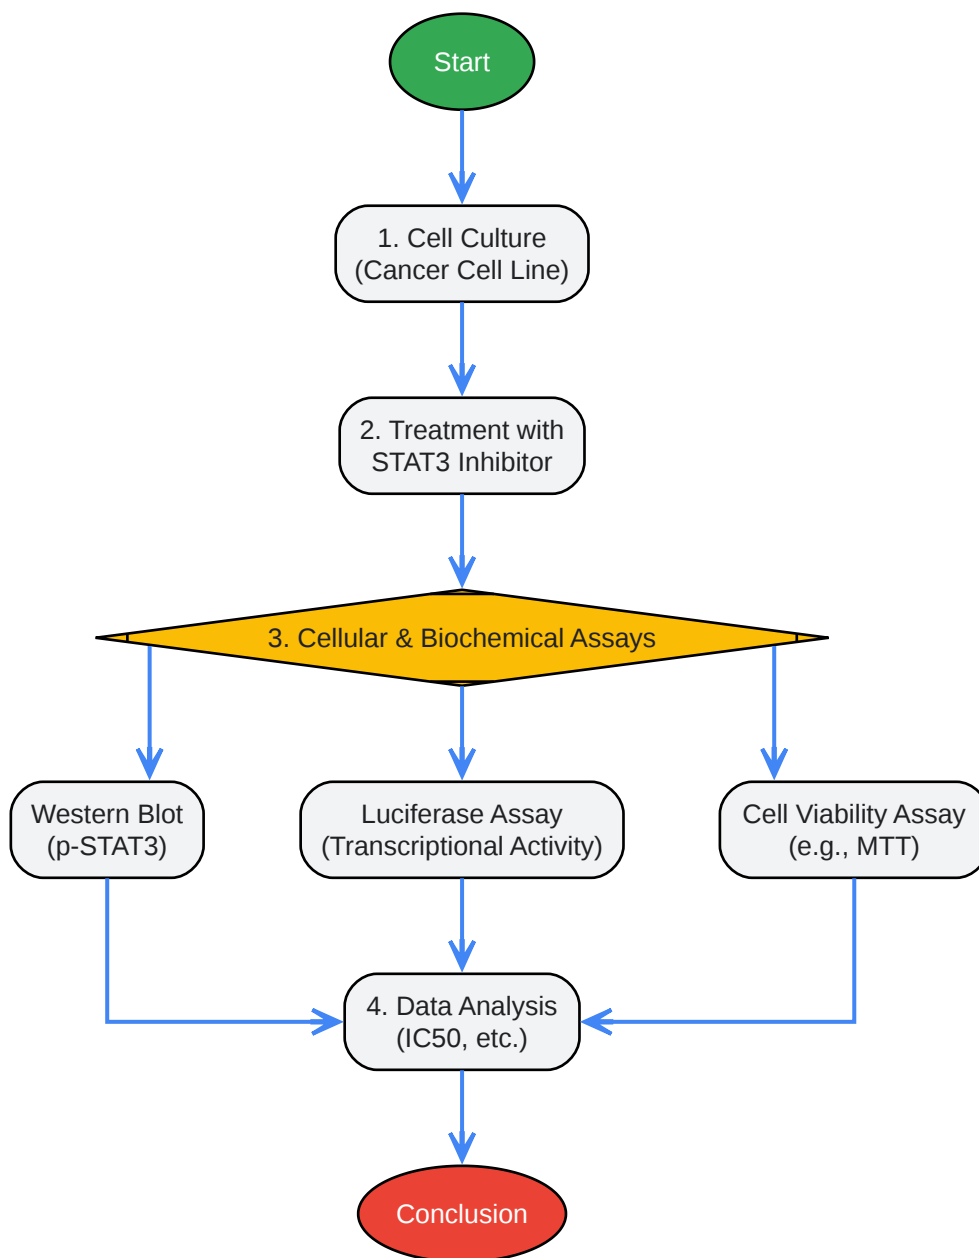 Start
1. Cell Culture
(Cancer Cell Line)
2. Treatment with
STAT3 Inhibitor
3. Cellular & Biochemical Assays
Western Blot
(p-STAT3)
Luciferase Assay
(Transcriptional Activity)
Cell Viability Assay
(e.g., MTT)
4. Data Analysis
(IC50, etc.)
Conclusion